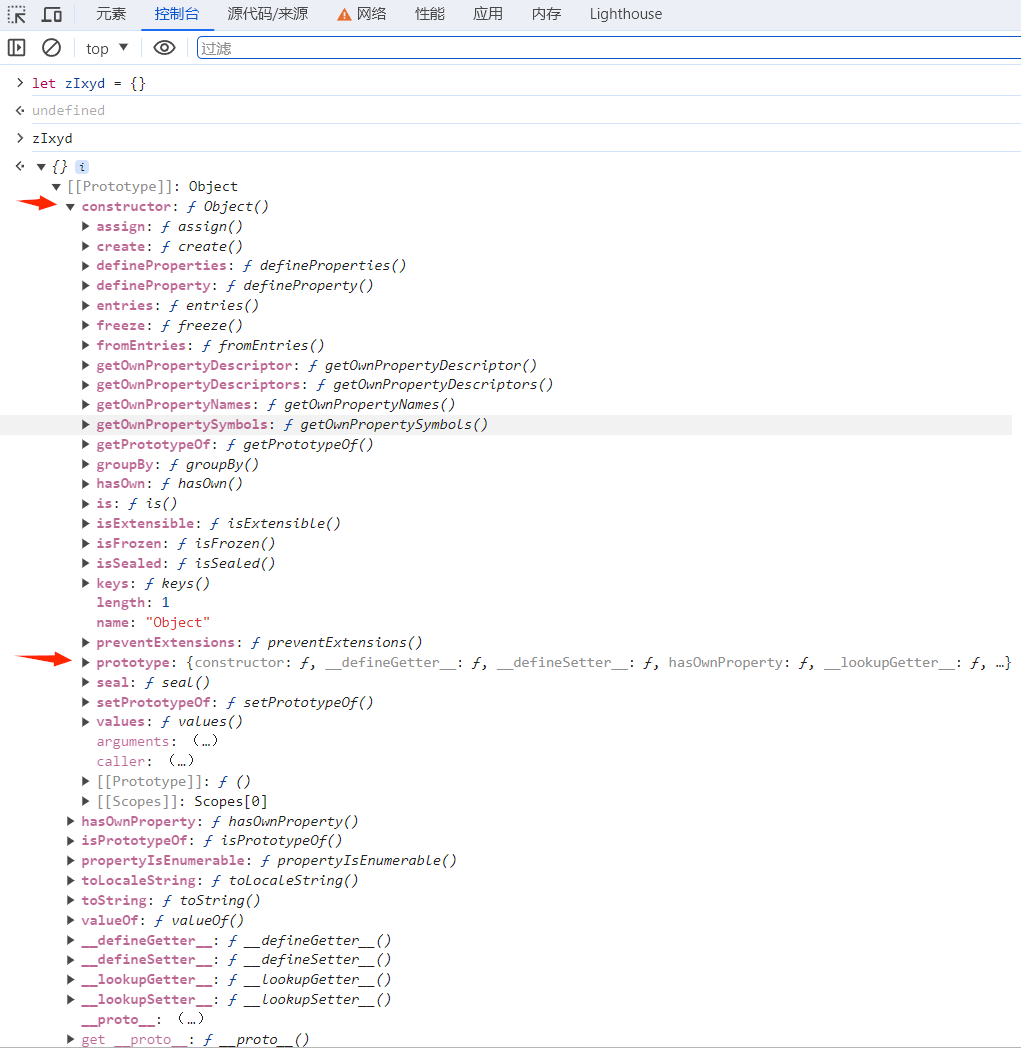 元素 控制台 源代码/来源 网络 性能 应用 内存 Lighthouse
top 过滤
let zIxyd = {}
undefined
zIxyd
{} i
[[Prototype]]: Object
constructor: ƒ Object()
assign: ƒ assign()
create: ƒ create()
defineProperties: ƒ defineProperties()
defineProperty: ƒ defineProperty()
entries: ƒ entries()
freeze: ƒ freeze()
fromEntries: ƒ fromEntries()
getOwnPropertyDescriptor: ƒ getOwnPropertyDescriptor()
getOwnPropertyDescriptors: ƒ getOwnPropertyDescriptors()
getOwnPropertyNames: ƒ getOwnPropertyNames()
getOwnPropertySymbols: ƒ getOwnPropertySymbols()
getPrototypeOf: ƒ getPrototypeOf()
groupBy: ƒ groupBy()
hasOwn: ƒ hasOwn()
is: ƒ is()
isExtensible: ƒ isExtensible()
isFrozen: ƒ isFrozen()
isSealed: ƒ isSealed()
keys: ƒ keys()
length: 1
name: "Object"
preventExtensions: ƒ preventExtensions()
prototype: {constructor: ƒ, __defineGetter__: ƒ, __defineSetter__: ƒ, hasOwnProperty: ƒ, __lookupGetter__: ƒ, …}
seal: ƒ seal()
setPrototypeOf: ƒ setPrototypeOf()
values: ƒ values()
arguments: (…)
caller: (…)
[[Prototype]]: ƒ ()
[[Scopes]]: Scopes[0]
hasOwnProperty: ƒ hasOwnProperty()
isPrototypeOf: ƒ isPrototypeOf()
propertyIsEnumerable: ƒ propertyIsEnumerable()
toLocaleString: ƒ toLocaleString()
toString: ƒ toString()
valueOf: ƒ valueOf()
__defineGetter__: ƒ __defineGetter__()
__defineSetter__: ƒ __defineSetter__()
__lookupGetter__: ƒ __lookupGetter__()
__lookupSetter__: ƒ __lookupSetter__()
__proto__: (…)
get __proto__: ƒ __proto__()